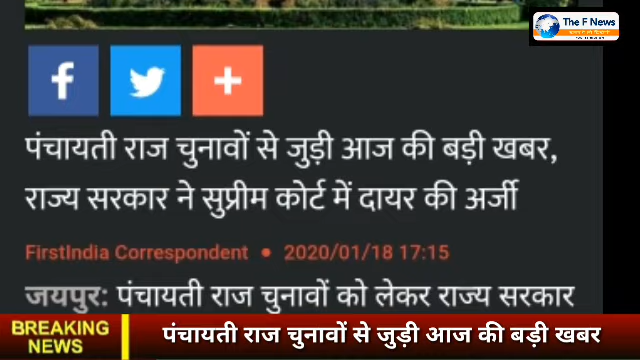 The F News
पंचायती राज चुनावों से जुड़ी आज की बड़ी खबर,
राज्य सरकार ने सुप्रीम कोर्ट में दायर की अर्जी
FirstIndia Correspondent • 2020/01/18 17:15
जयपुर: पंचायती राज चुनावों को लेकर राज्य सरकार
BREAKING NEWS
पंचायती राज चुनावों से जुड़ी आज की बड़ी खबर